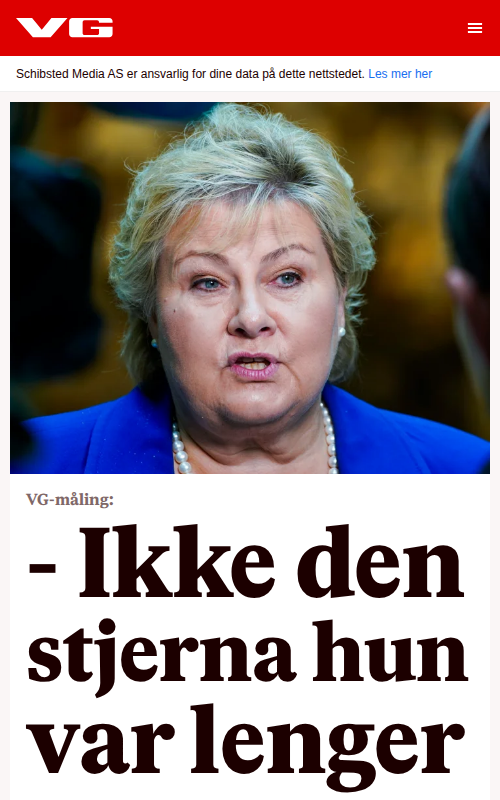 VG
Schibsted Media AS er ansvarlig for dine data på dette nettstedet. Les mer her
VG-måling:
- Ikke den
stjerna hun
var lenger